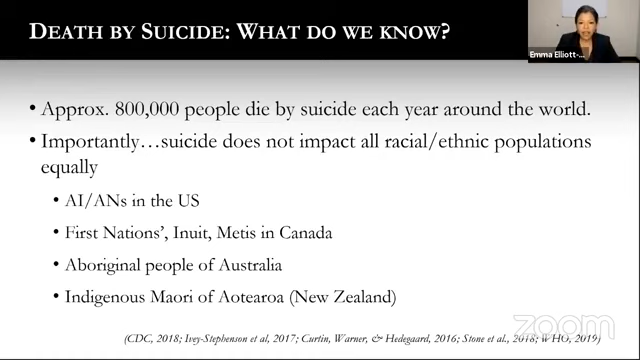 DEATH BY SUICIDE: WHAT DO WE KNOW?
Emma Elliott-...
• Approx. 800,000 people die by suicide each year around the world.
• Importantly…suicide does not impact all racial/ethnic populations
equally
• AI/ANs in the US
• First Nations', Inuit, Metis in Canada
• Aboriginal people of Australia
• Indigenous Maori of Aotearoa (New Zealand)
zoom
(CDC, 2018; Ivey-Stephenson et al, 2017; Curtin, Warner, & Hedegaard, 2016; Stone et al., 2018; WHO, 2019)